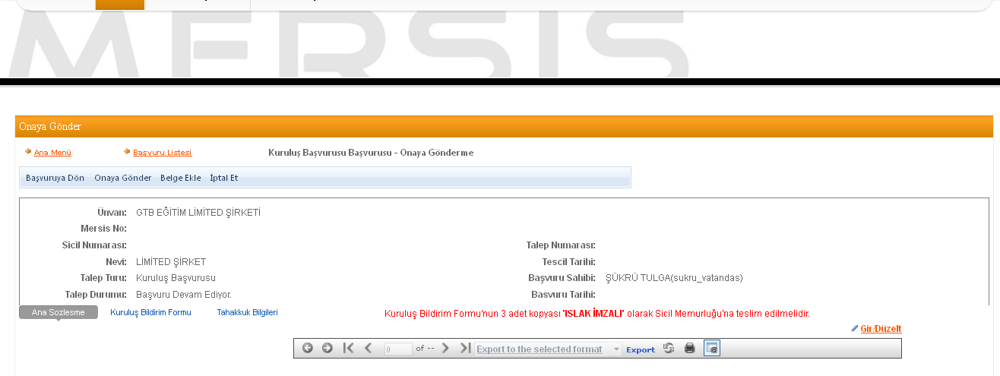 MERSIS
Onaya Gönder
Ana Menü Başvuru Listesi Kuruluş Başvurusu Başvurusu - Onaya Gönderme
Başvuruya Dön Onaya Gönder Belge Ekle İptal Et
Ünvan: GTB EĞİTİM LİMİTED ŞİRKETİ
Mersis No:
Sicil Numarası: Talep Numarası:
Nevi: LİMİTED ŞİRKET Tescil Tarihi:
Talep Turu: Kuruluş Başvurusu Başvuru Sahibi: ŞÜKRÜ TULGA(sukru_vatandas)
Talep Durumu: Başvuru Devam Ediyor. Basvuru Tarihi:
Ana Sozlesme Kuruluş Bildirim Formu Tahakkuk Bilgileri Kuruluş Bildirim Formu'nun 3 adet kopyası 'ISLAK İMZALI' olarak Sicil Memurluğu'na teslim edilmelidir.
Gir/Düzelt
0 of -- Export to the selected format Export